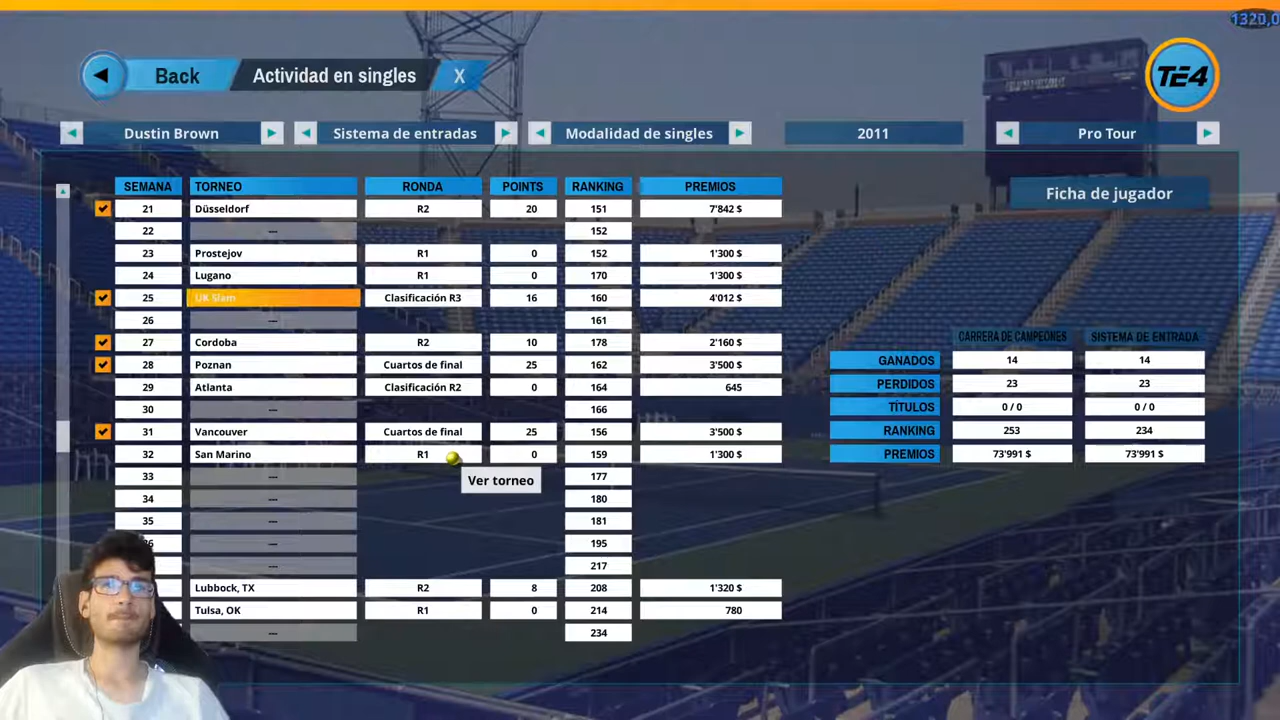 1320,0
Back Actividad en singles X
TE4
Dustin Brown Sistema de entradas Modalidad de singles 2011 Pro Tour
Ficha de jugador
SEMANA TORNEO RONDA POINTS RANKING PREMIOS
21 Düsseldorf R2 20 151 7'842 $
22 --- 152
23 Prostejov R1 0 152 1'300 $
24 Lugano R1 0 170 1'300 $
25 UK Slam Clasificación R3 16 160 4'012 $
26 --- 161
27 Cordoba R2 10 178 2'160 $
28 Poznan Cuartos de final 25 162 3'500 $
29 Atlanta Clasificación R2 0 164 645
30 --- 166
31 Vancouver Cuartos de final 25 156 3'500 $
32 San Marino R1 0 159 1'300 $
33 --- 177
34 --- 180
35 --- 181
36 --- 195
--- 217
Lubbock, TX R2 8 208 1'320 $
Tulsa, OK R1 0 214 780
--- 234
Ver torneo
CARRERA DE CAMPEONES SISTEMA DE ENTRADA
GANADOS 14 14
PERDIDOS 23 23
TÍTULOS 0 / 0 0 / 0
RANKING 253 234
PREMIOS 73'991 $ 73'991 $